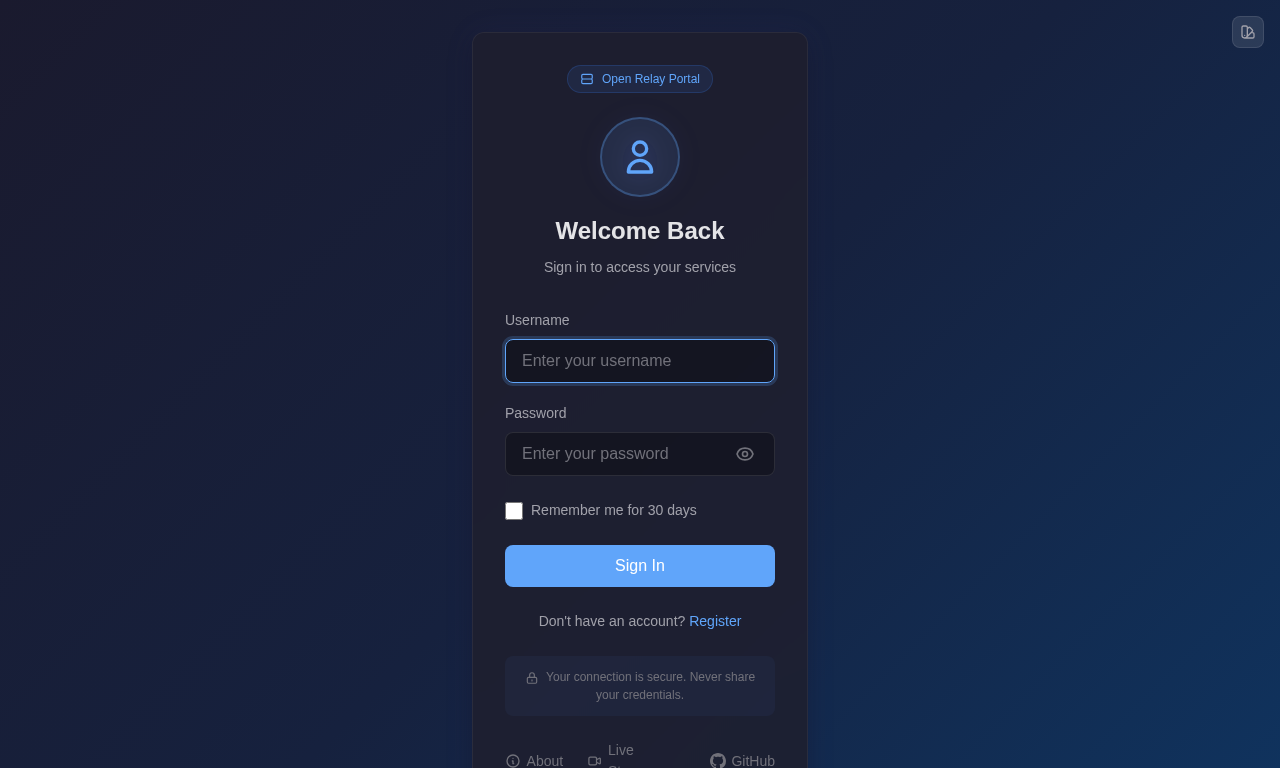 Open Relay Portal
Welcome Back
Sign in to access your services
Username
Enter your username
Password
Enter your password
Remember me for 30 days
Sign In
Don't have an account? Register
Your connection is secure. Never share
your credentials.
About
Live
GitHub